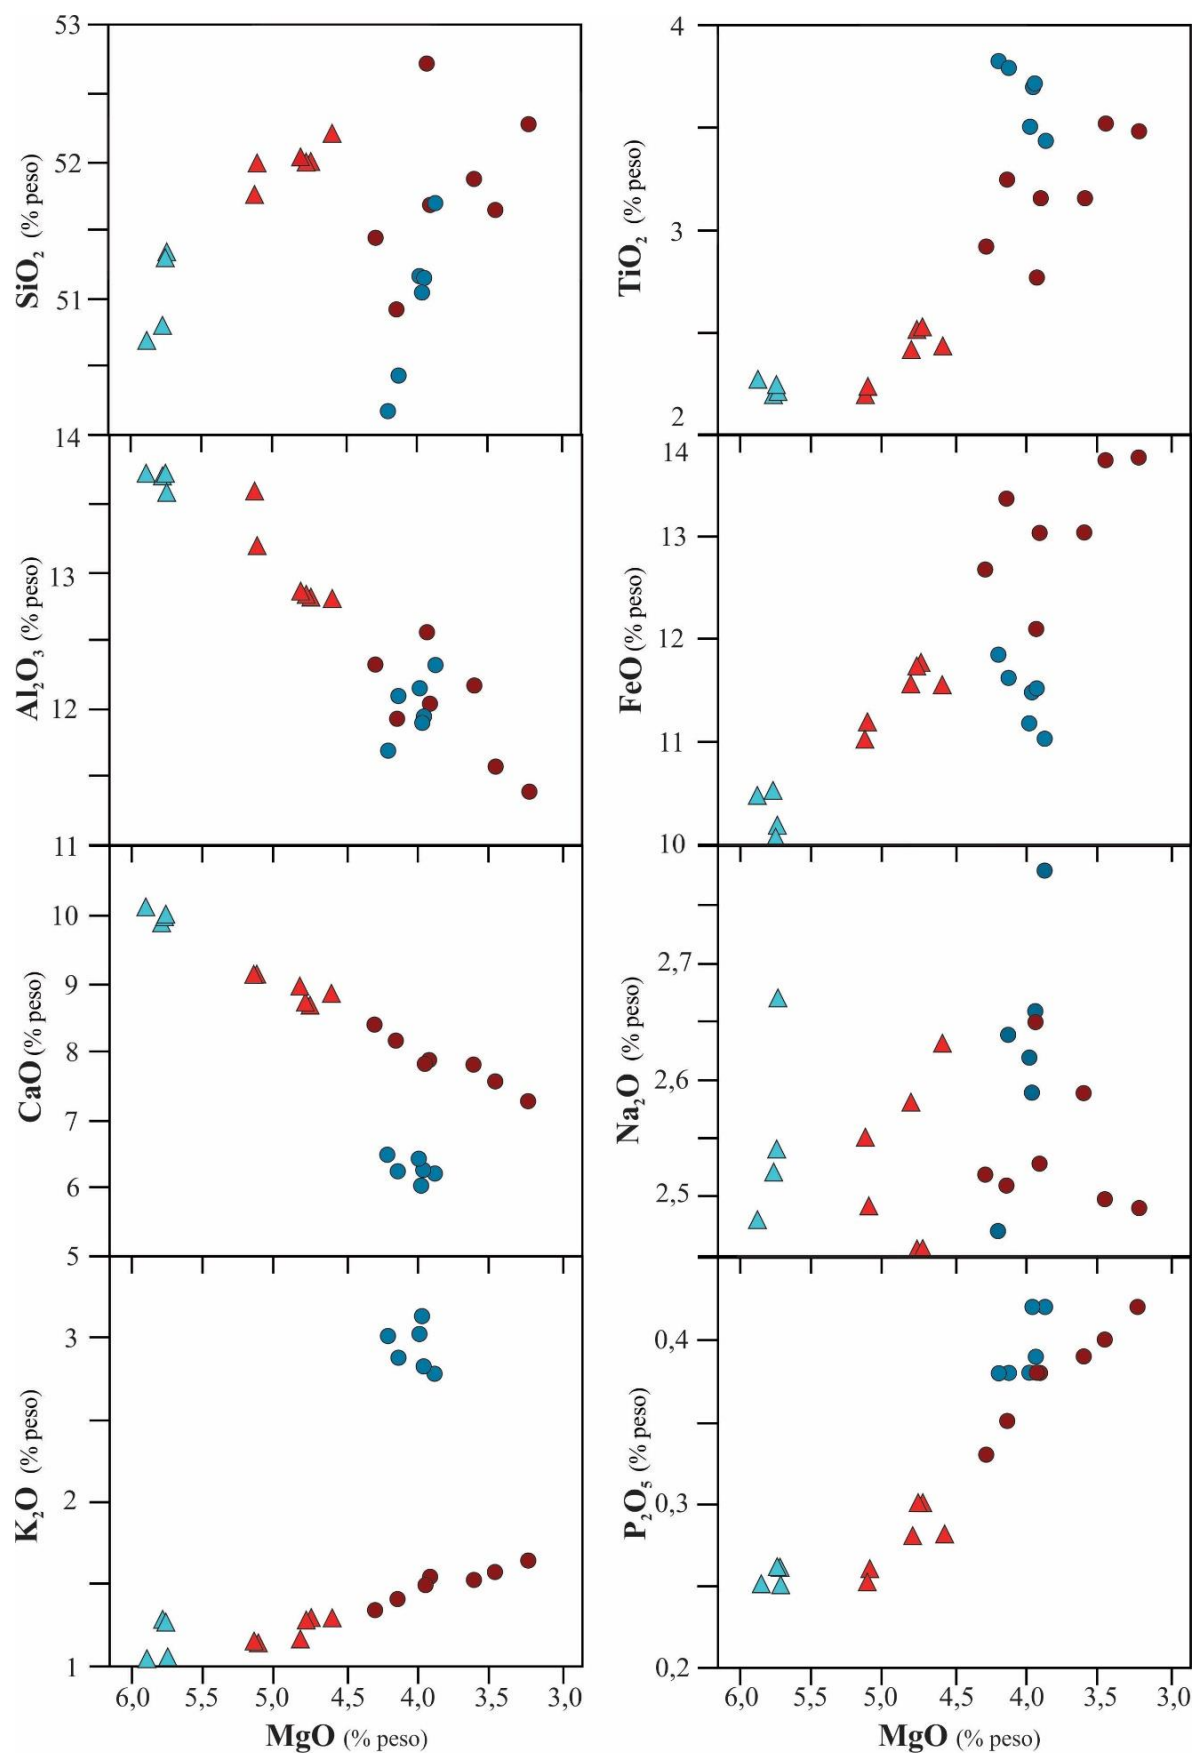 53
52
51
SiO₂ (% peso)
4
3
2
TiO₂ (% peso)
14
13
12
11
Al₂O₃ (% peso)
14
13
12
11
10
FeO (% peso)
10
9
8
7
6
5
CaO (% peso)
2,7
2,6
2,5
Na₂O (% peso)
3
2
1
K₂O (% peso)
0,4
0,3
0,2
P₂O₅ (% peso)
6,0 5,5 5,0 4,5 4,0 3,5 3,0
MgO (% peso)
6,0 5,5 5,0 4,5 4,0 3,5 3,0
MgO (% peso)